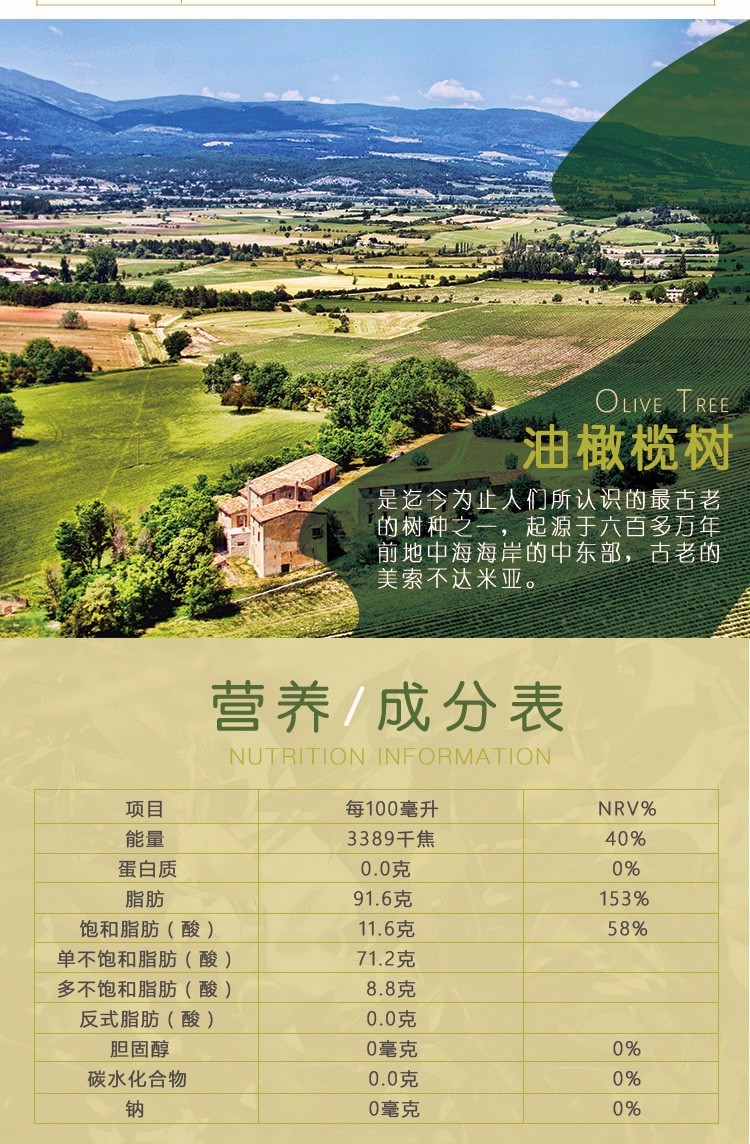 OLIVE TREE
油橄榄树
是迄今为止人们所认识的最古老
的树种之一，起源于六百多万年
前地中海海岸的中东部，古老的
美索不达米亚。
营养/成分表
NUTRITION INFORMATION
项目 每100毫升 NRV%
能量 3389千焦 40%
蛋白质 0.0克 0%
脂肪 91.6克 153%
饱和脂肪（酸） 11.6克 58%
单不饱和脂肪（酸） 71.2克
多不饱和脂肪（酸） 8.8克
反式脂肪（酸） 0.0克
胆固醇 0毫克 0%
碳水化合物 0.0克 0%
钠 0毫克 0%